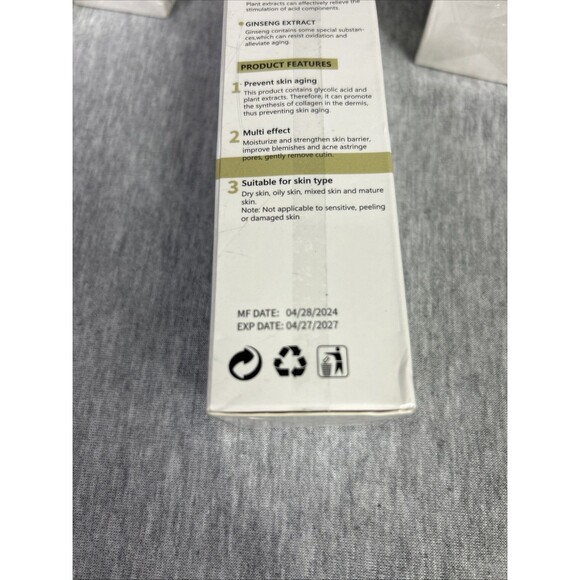 Plant extracts can effectively relieve the
stimulation of acid components.
GINSENG EXTRACT
Ginseng contains some special substan-
ces,which can resist oxidation and
alleviate aging.
PRODUCT FEATURES
1 Prevent skin aging
This product contains glycolic acid and
plant extracts. Therefore, it can promote
the synthesis of collagen in the dermis,
thus preventing skin aging.
2 Multi effect
Moisturize and strengthen skin barrier,
improve blemishes and acne astringe
pores, gently remove cutin.
3 Suitable for skin type
Dry skin, oily skin, mixed skin and mature
skin.
Note: Not applicable to sensitive, peeling
or damaged skin
MF DATE: 04/28/2024
EXP DATE: 04/27/2027